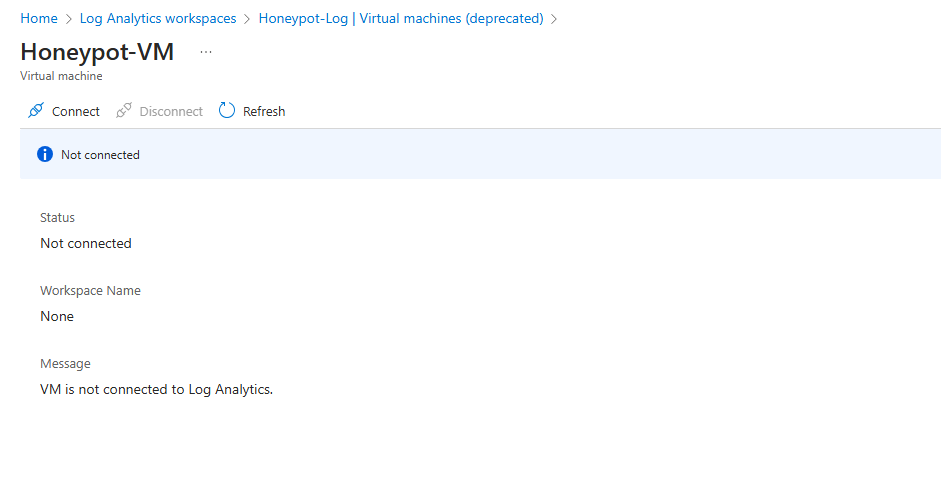 Home > Log Analytics workspaces > Honeypot-Log | Virtual machines (deprecated) >
Honeypot-VM ...
Virtual machine
Connect Disconnect Refresh
Not connected
Status
Not connected
Workspace Name
None
Message
VM is not connected to Log Analytics.